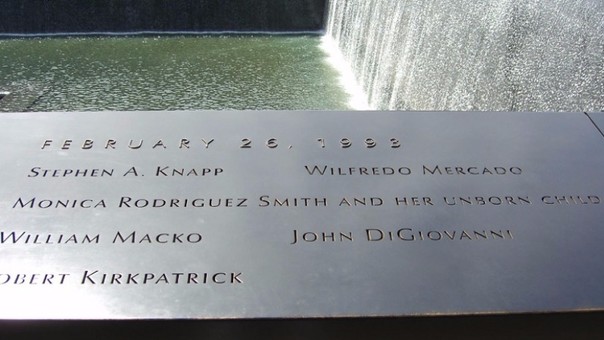 FEBRUARY 26, 1993
STEPHEN A. KNAPP WILFREDO MERCADO
MONICA RODRIGUEZ SMITH AND HER UNBORN CHILD
WILLIAM MACKO JOHN DIGIOVANNI
OBERT KIRKPATRICK